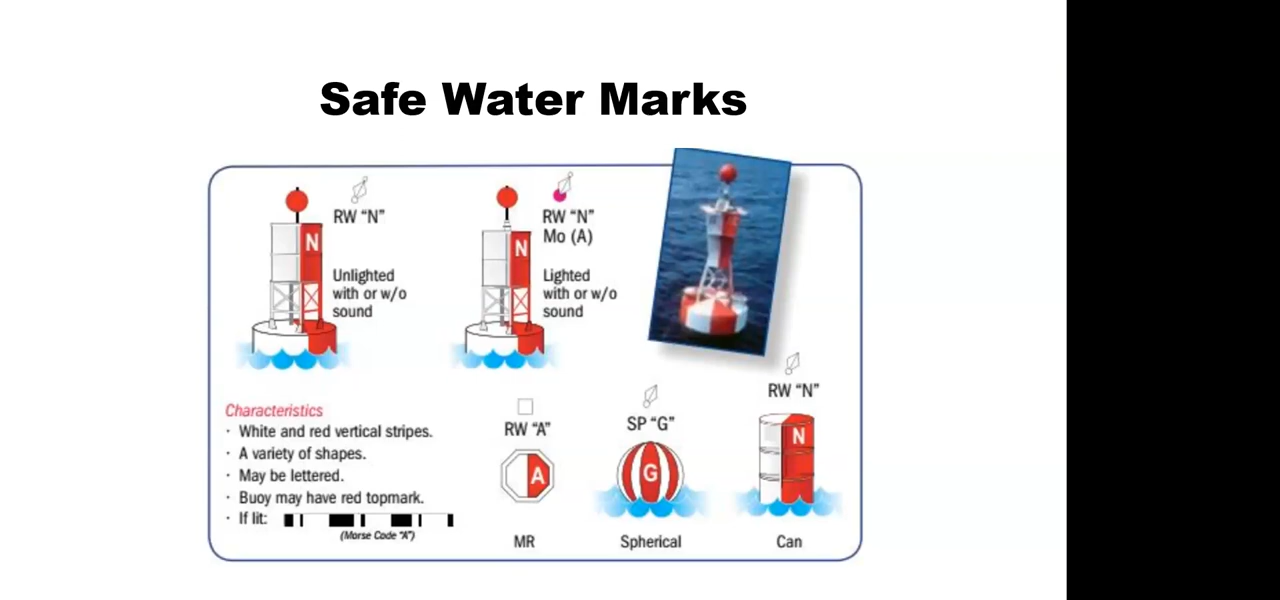 Safe Water Marks
RW “N”
N
Unlighted
with or w/o
sound
RW “N”
Mo (A)
N
Lighted
with or w/o
sound
Characteristics
· White and red vertical stripes.
· A variety of shapes.
· May be lettered.
· Buoy may have red topmark.
· If lit:
(Morse Code “A”)
RW “A”
A
MR
SP “G”
G
Spherical
RW “N”
N
Can